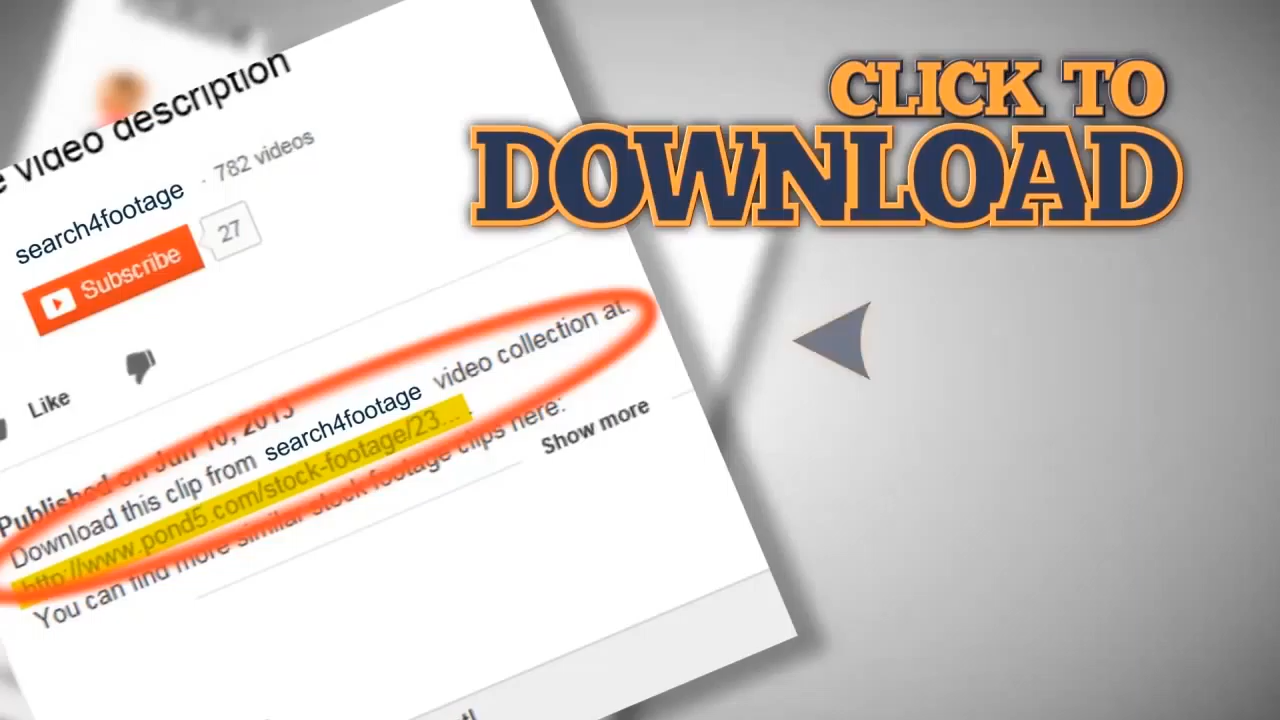 CLICK TO
DOWNLOAD
video description
search4footage · 782 videos
Subscribe 27
Like
Published on Jun 10, 2013
Download this clip from search4footage video collection at:
http://www.pond5.com/stock-footage/23...
You can find more similar stock footage clips here:
Show more